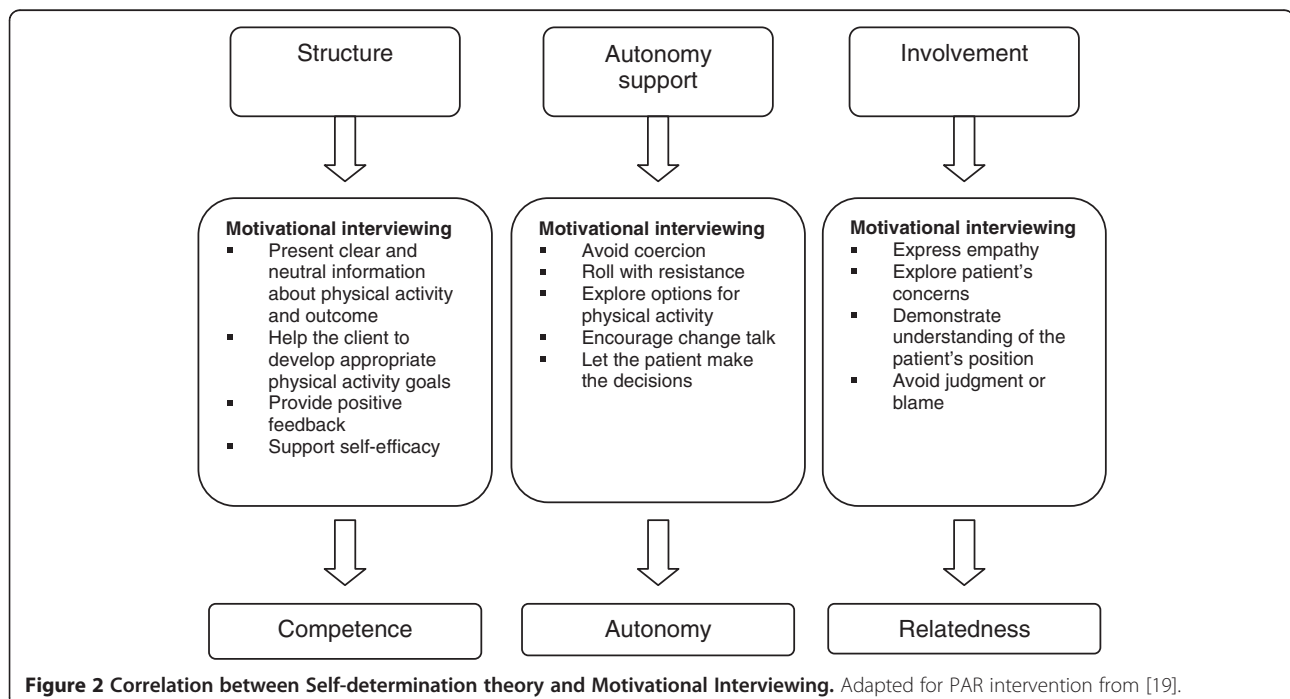 Structure
Autonomy
support
Involvement
Motivational interviewing
▪ Present clear and
neutral information
about physical activity
and outcome
▪ Help the client to
develop appropriate
physical activity goals
▪ Provide positive
feedback
▪ Support self-efficacy
Motivational interviewing
▪ Avoid coercion
▪ Roll with resistance
▪ Explore options for
physical activity
▪ Encourage change talk
▪ Let the patient make
the decisions
Motivational interviewing
▪ Express empathy
▪ Explore patient’s
concerns
▪ Demonstrate
understanding of the
patient’s position
▪ Avoid judgment or
blame
Competence
Autonomy
Relatedness
Figure 2 Correlation between Self-determination theory and Motivational Interviewing. Adapted for PAR intervention from [19].